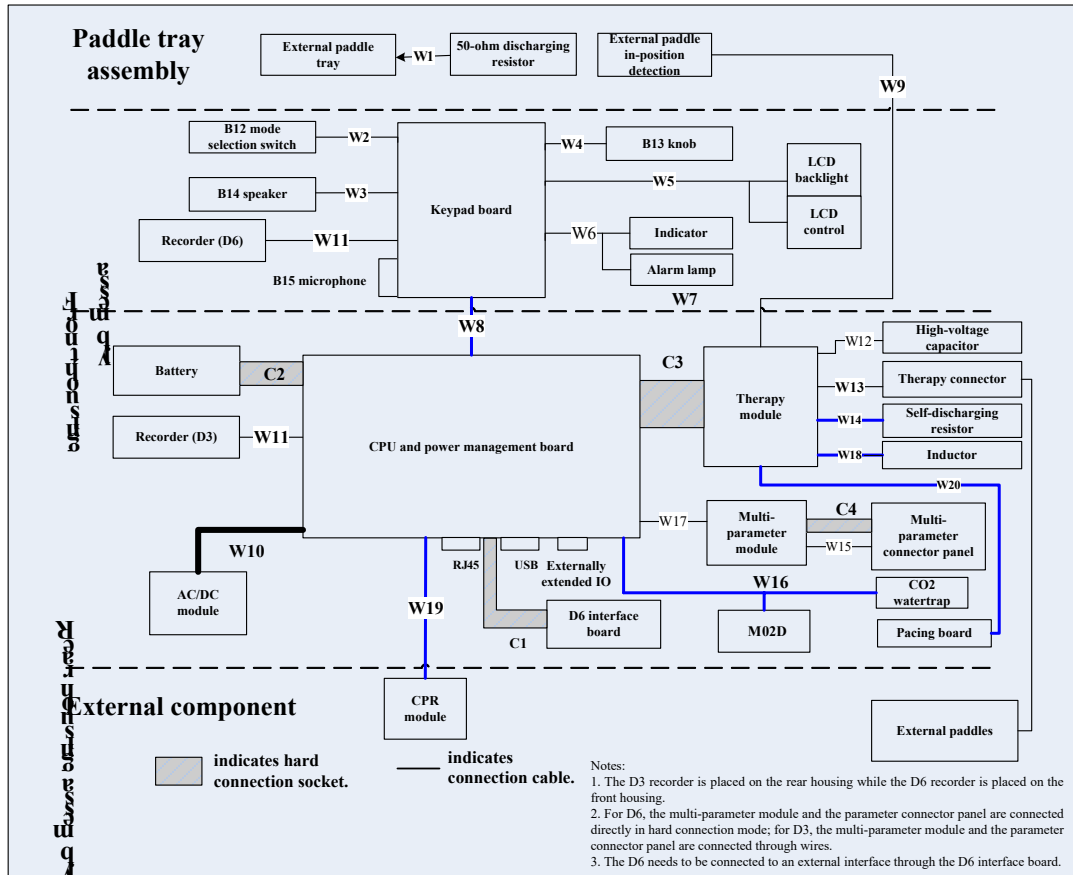 Paddle tray
assembly
External paddle
tray
W1
50-ohm discharging
resistor
External paddle
in-position
detection
W9
B12 mode
selection switch
W2
W4
B13 knob
LCD
backlight
B14 speaker
W3
Keypad board
W5
LCD
control
Recorder (D6)
W11
W6
Indicator
B15 microphone
Alarm lamp
W7
Front housing
assembly
W8
Battery
C2
C3
Therapy
module
W12
High-voltage
capacitor
W13
Therapy connector
W14
Self-discharging
resistor
Recorder (D3)
W11
CPU and power management board
W18
Inductor
W20
W17
Multi-
parameter
module
C4
W15
Multi-
parameter
connector panel
W10
AC/DC
module
RJ45
USB
Externally
extended IO
W16
CO2
watertrap
W19
C1
D6 interface
board
M02D
Pacing board
Rear housing
assembly
External component
CPR
module
External paddles
indicates hard
connection socket.
indicates
connection cable.
Notes:
1. The D3 recorder is placed on the rear housing while the D6 recorder is placed on the
front housing.
2. For D6, the multi-parameter module and the parameter connector panel are connected
directly in hard connection mode; for D3, the multi-parameter module and the parameter
connector panel are connected through wires.
3. The D6 needs to be connected to an external interface through the D6 interface board.